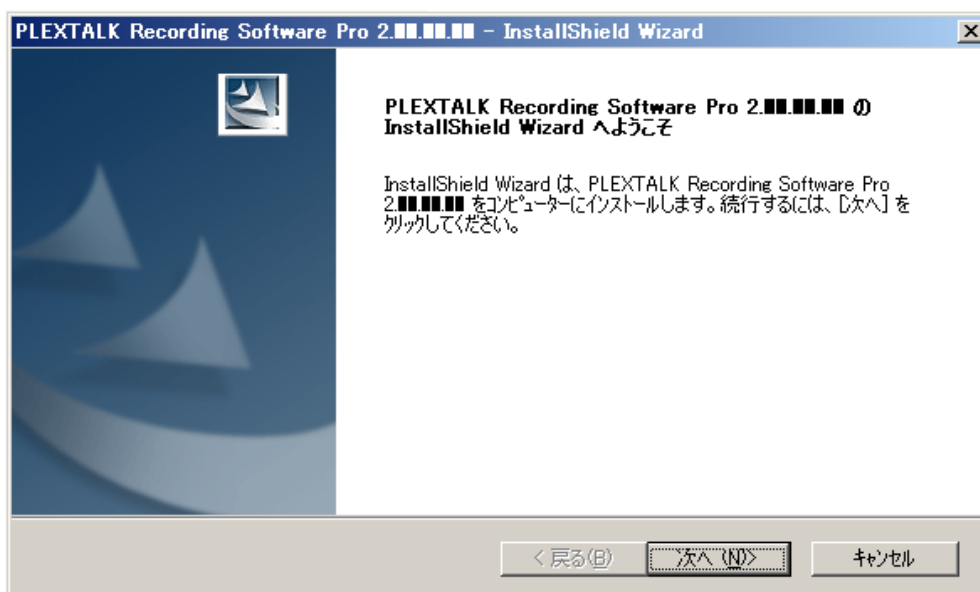 PLEXTALK Recording Software Pro 2.■■.■■.■■ - InstallShield Wizard
PLEXTALK Recording Software Pro 2.■■.■■.■■ の
InstallShield Wizard へようこそ
InstallShield Wizard は、PLEXTALK Recording Software Pro
2.■■.■■.■■ をコンピューターにインストールします。続行するには、[次へ] を
クリックしてください。
< 戻る(B)
次へ (N)>
キャンセル